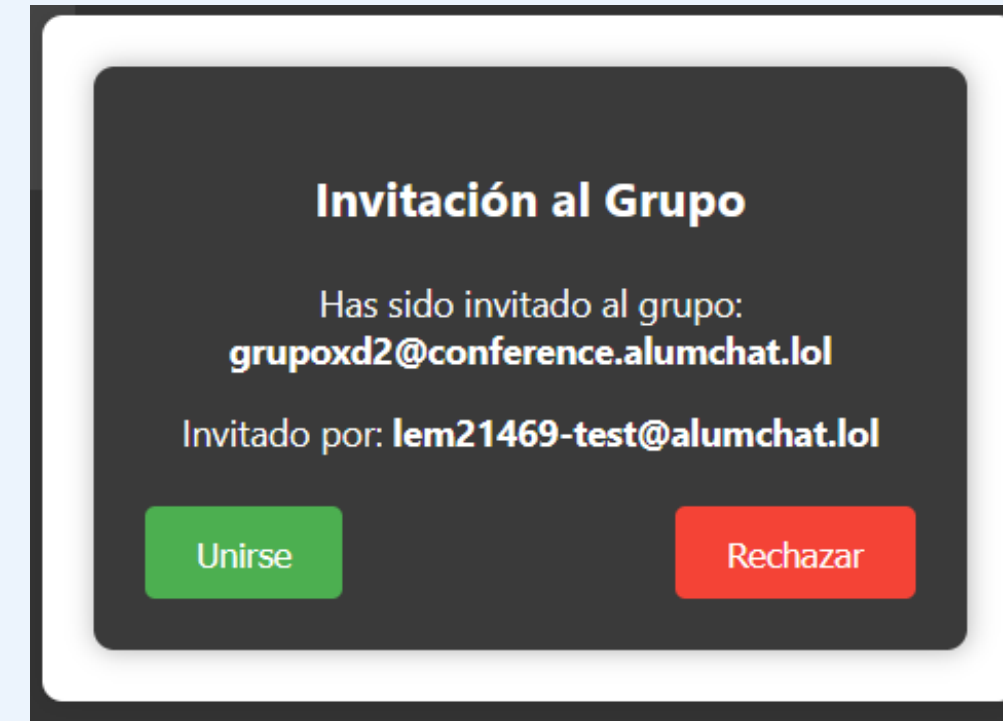 Invitación al Grupo
Has sido invitado al grupo:
grupoxd2@conference.alumchat.lol
Invitado por: lem21469-test@alumchat.lol
Unirse
Rechazar